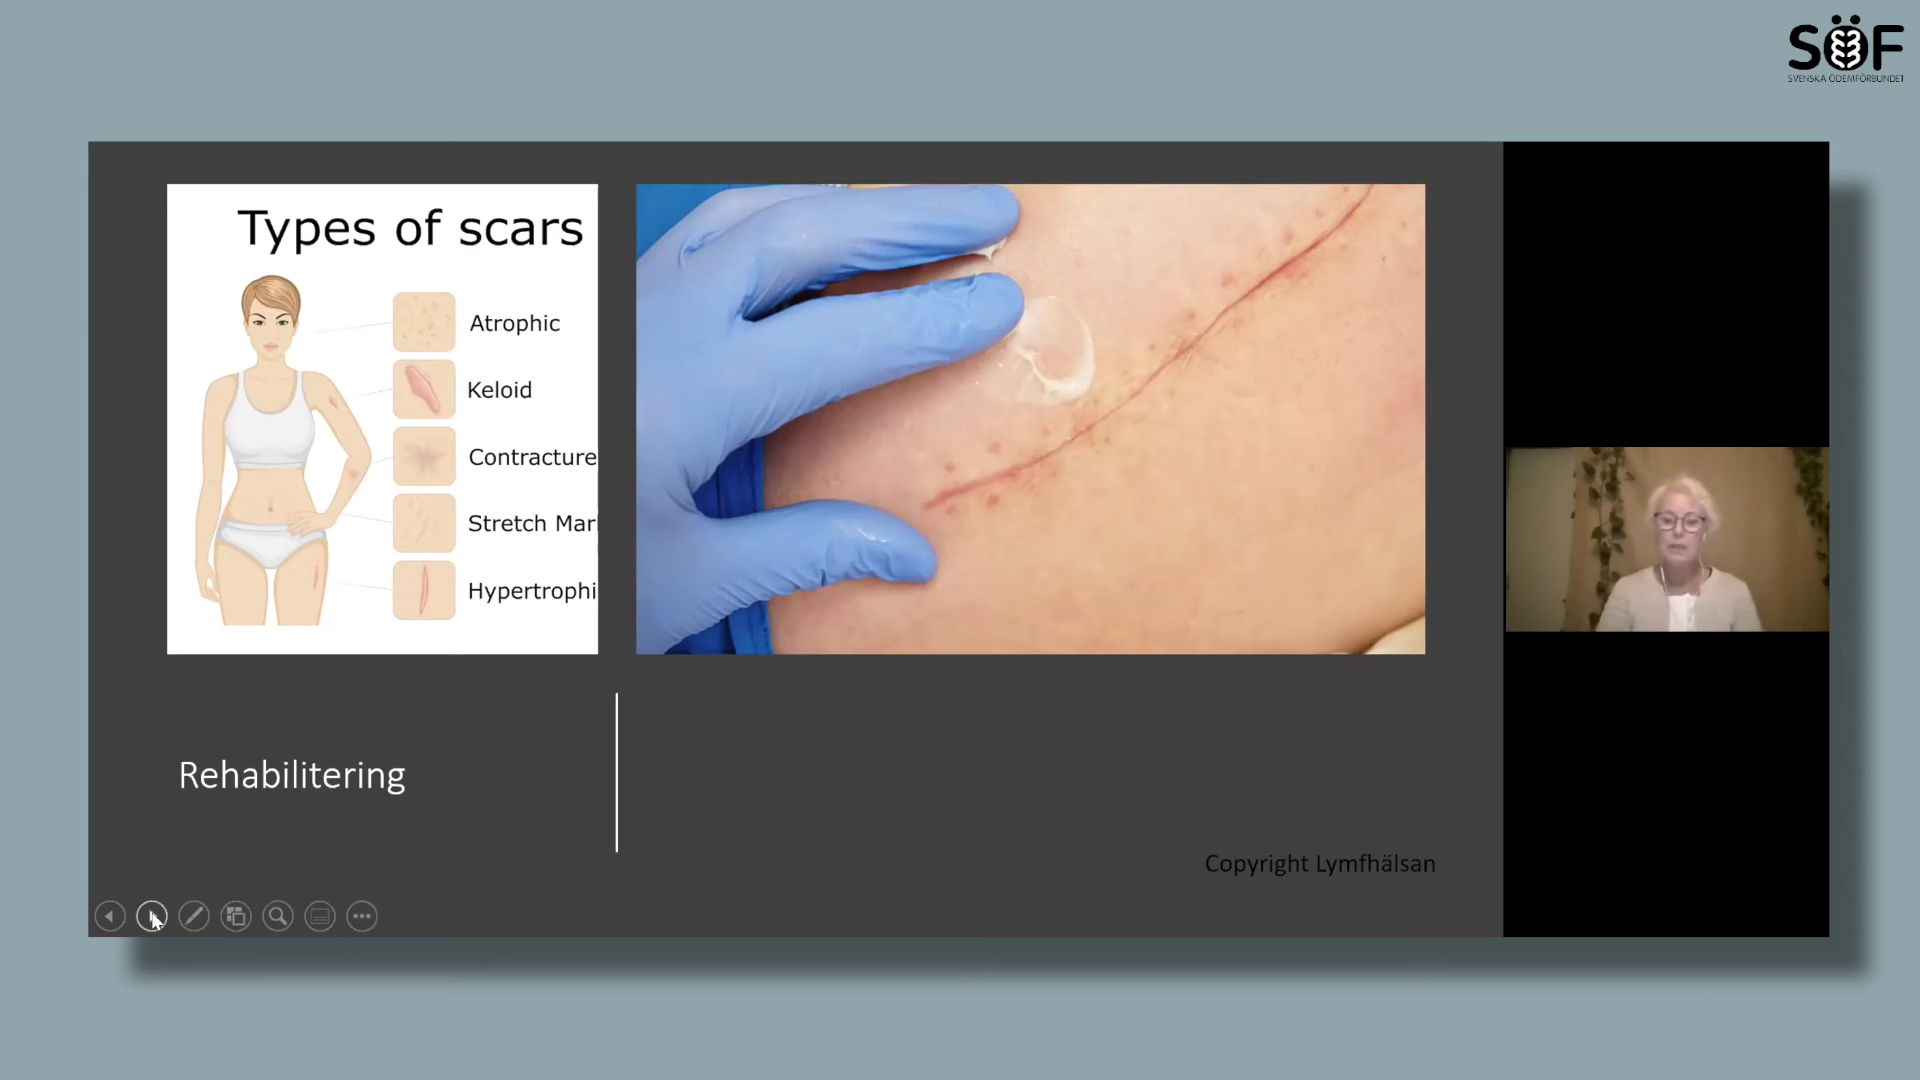 SÖF
SVENSKA ÖDEMFÖRBUNDET
Types of scars
Atrophic
Keloid
Contracture
Stretch Mar
Hypertrophi
Rehabilitering
Copyright Lymfhälsan